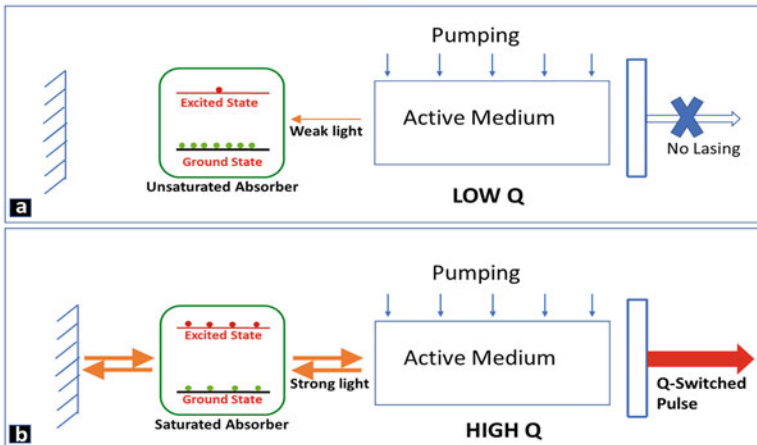 Pumping
Excited State
Weak light
Active Medium
Ground State
No Lasing
Unsaturated Absorber
LOW Q
a
Pumping
Excited State
Active Medium
Strong light
Q-Switched
Pulse
Ground State
Saturated Absorber
HIGH Q
b